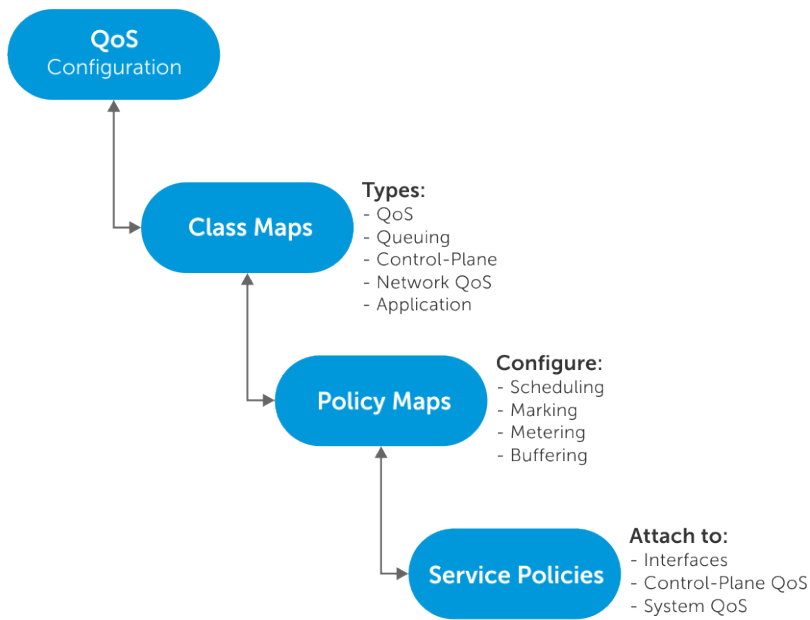 QoS
Configuration
Class Maps
Types:
- QoS
- Queuing
- Control-Plane
- Network QoS
- Application
Policy Maps
Configure:
- Scheduling
- Marking
- Metering
- Buffering
Service Policies
Attach to:
- Interfaces
- Control-Plane QoS
- System QoS